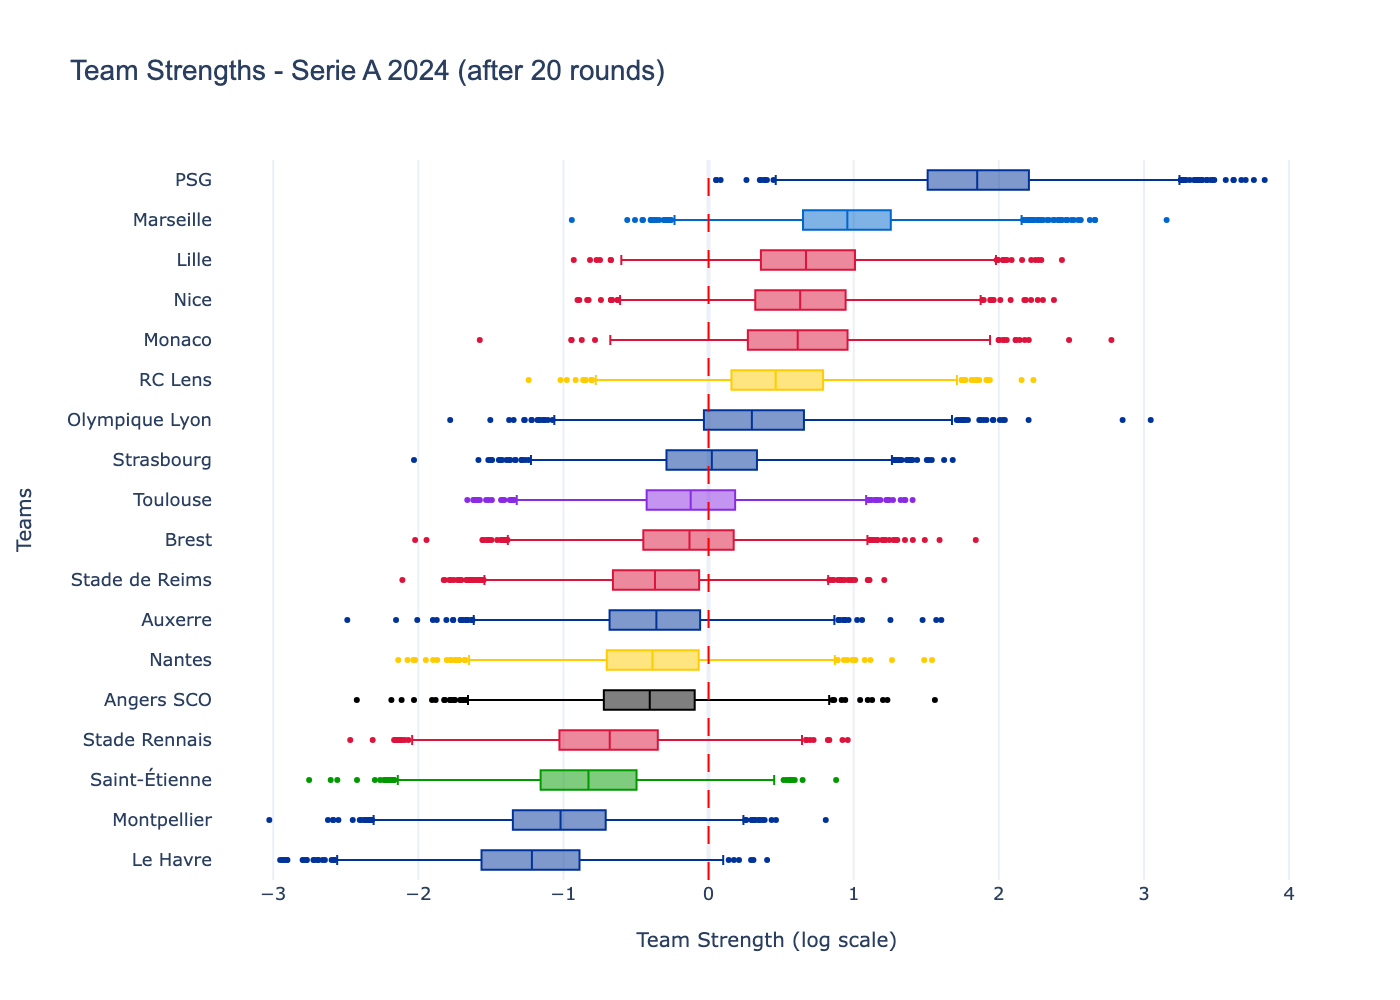 Team Strengths - Serie A 2024 (after 20 rounds)
PSG
Marseille
Lille
Nice
Monaco
RC Lens
Olympique Lyon
Strasbourg
Toulouse
Brest
Stade de Reims
Auxerre
Nantes
Angers SCO
Stade Rennais
Saint-Étienne
Montpellier
Le Havre
Teams
−3 −2 −1 0 1 2 3 4
Team Strength (log scale)